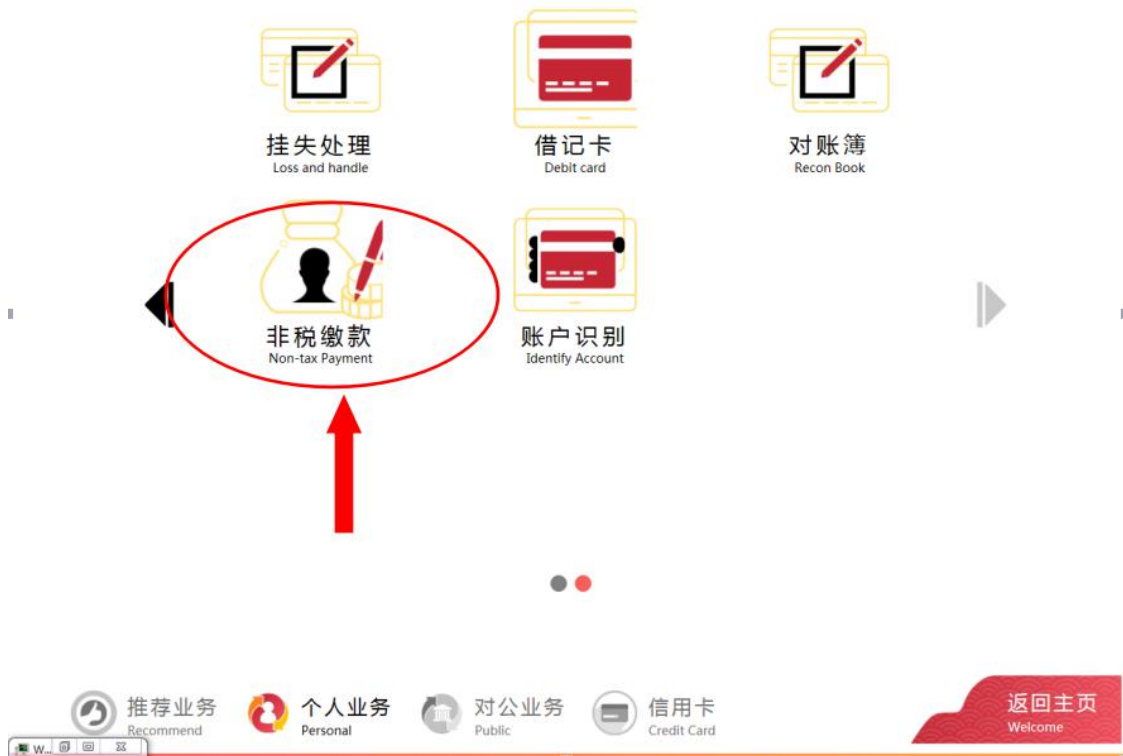 挂失处理
Loss and handle
借记卡
Debit card
对账簿
Recon Book
非税缴款
Non-tax Payment
账户识别
Identify Account
推荐业务
Recommend
个人业务
Personal
对公业务
Public
信用卡
Credit Card
返回主页
Welcome
W...